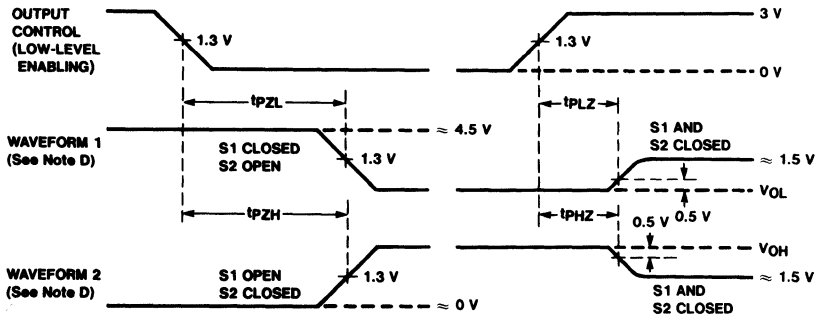 OUTPUT
CONTROL
(LOW-LEVEL
ENABLING)
1.3 V
1.3 V
3 V
0 V
tPZL
tPLZ
WAVEFORM 1
(See Note D)
S1 CLOSED
S2 OPEN
≈ 4.5 V
1.3 V
S1 AND
S2 CLOSED
≈ 1.5 V
VOL
0.5 V
tPZH
tPHZ
0.5 V
VOH
WAVEFORM 2
(See Note D)
S1 OPEN
S2 CLOSED
1.3 V
≈ 0 V
≈ 1.5 V
S1 AND
S2 CLOSED